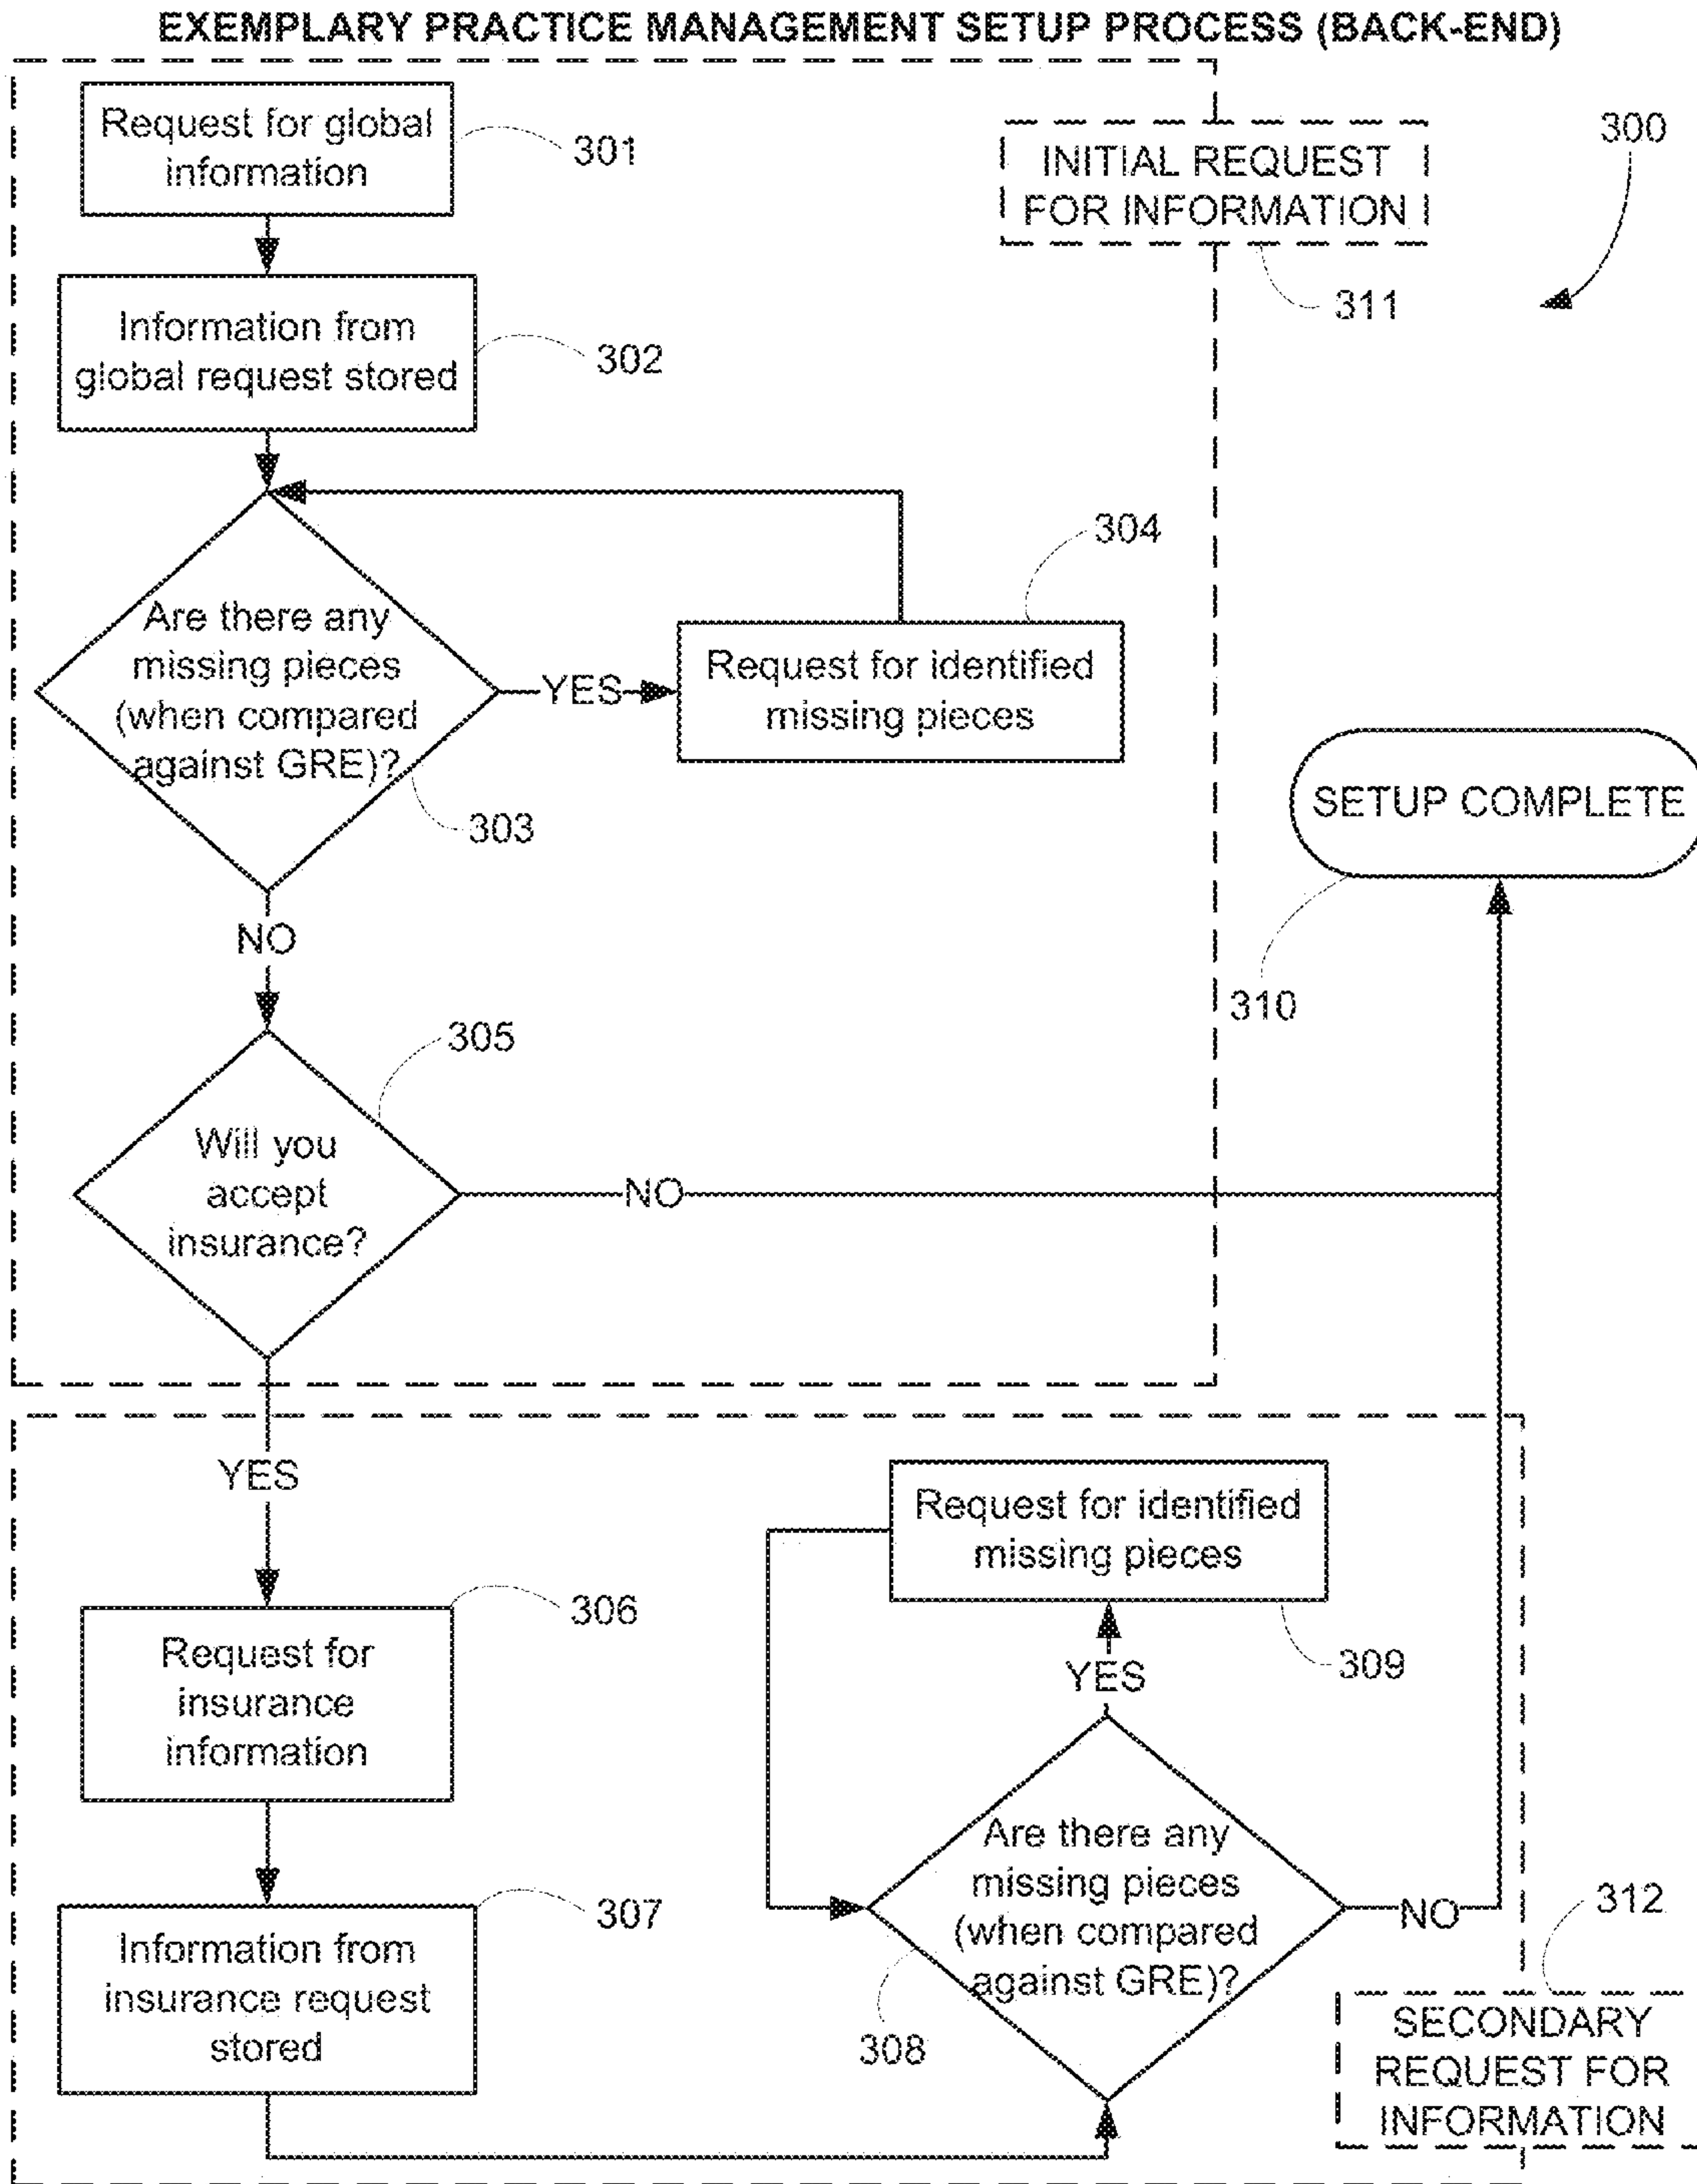 EXEMPLARY PRACTICE MANAGEMENT SETUP PROCESS (BACK-END)
Request for global
information
301
INITIAL REQUEST
FOR INFORMATION
311
300
Information from
global request stored
302
Are there any
missing pieces
(when compared
against GRE)?
303
YES
304
Request for identified
missing pieces
SETUP COMPLETE
310
NO
305
Will you
accept
insurance?
NO
YES
306
Request for
insurance
information
307
Information from
insurance request
stored
Request for identified
missing pieces
309
YES
Are there any
missing pieces
(when compared
against GRE)?
308
NO
312
SECONDARY
REQUEST FOR
INFORMATION